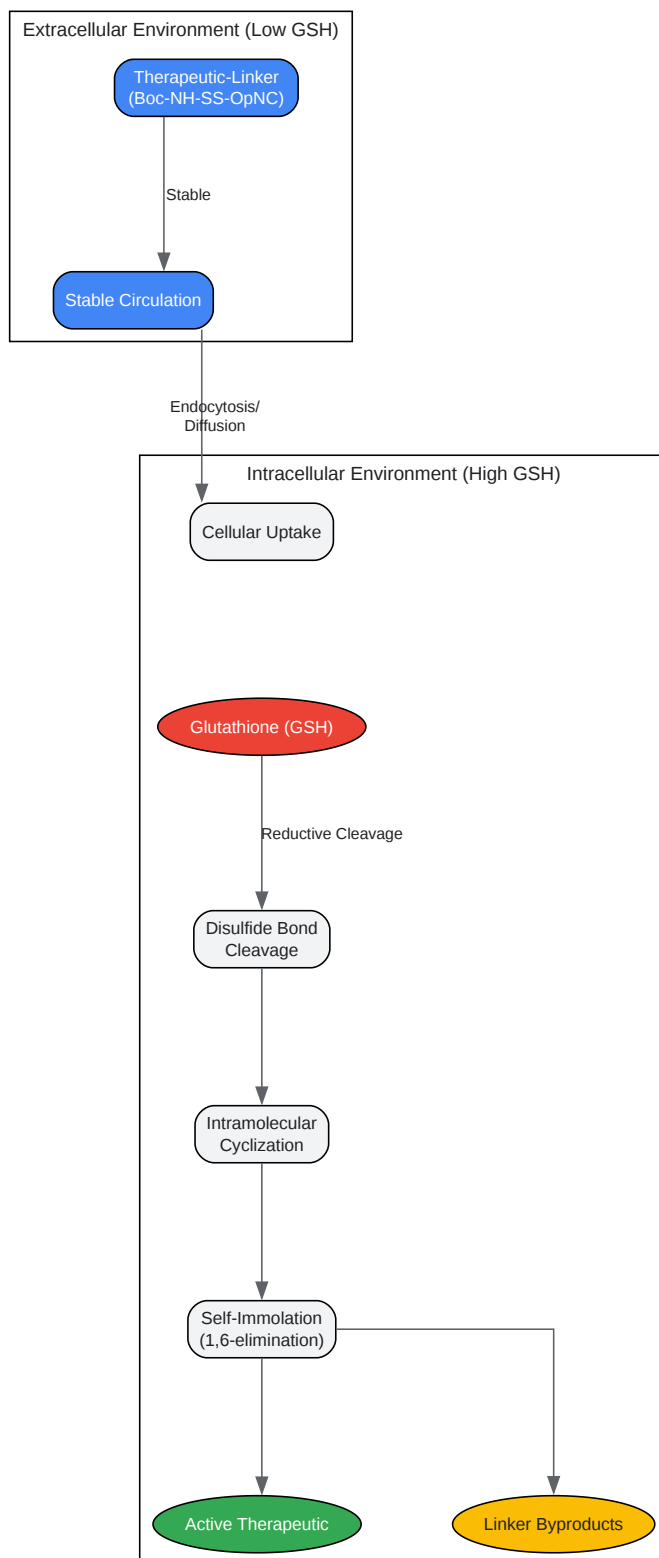 Extracellular Environment (Low GSH)
Therapeutic-Linker
(Boc-NH-SS-OpNC)
Stable
Stable Circulation
Endocytosis/
Diffusion
Intracellular Environment (High GSH)
Cellular Uptake
Glutathione (GSH)
Reductive Cleavage
Disulfide Bond
Cleavage
Intramolecular
Cyclization
Self-Immolation
(1,6-elimination)
Active Therapeutic
Linker Byproducts